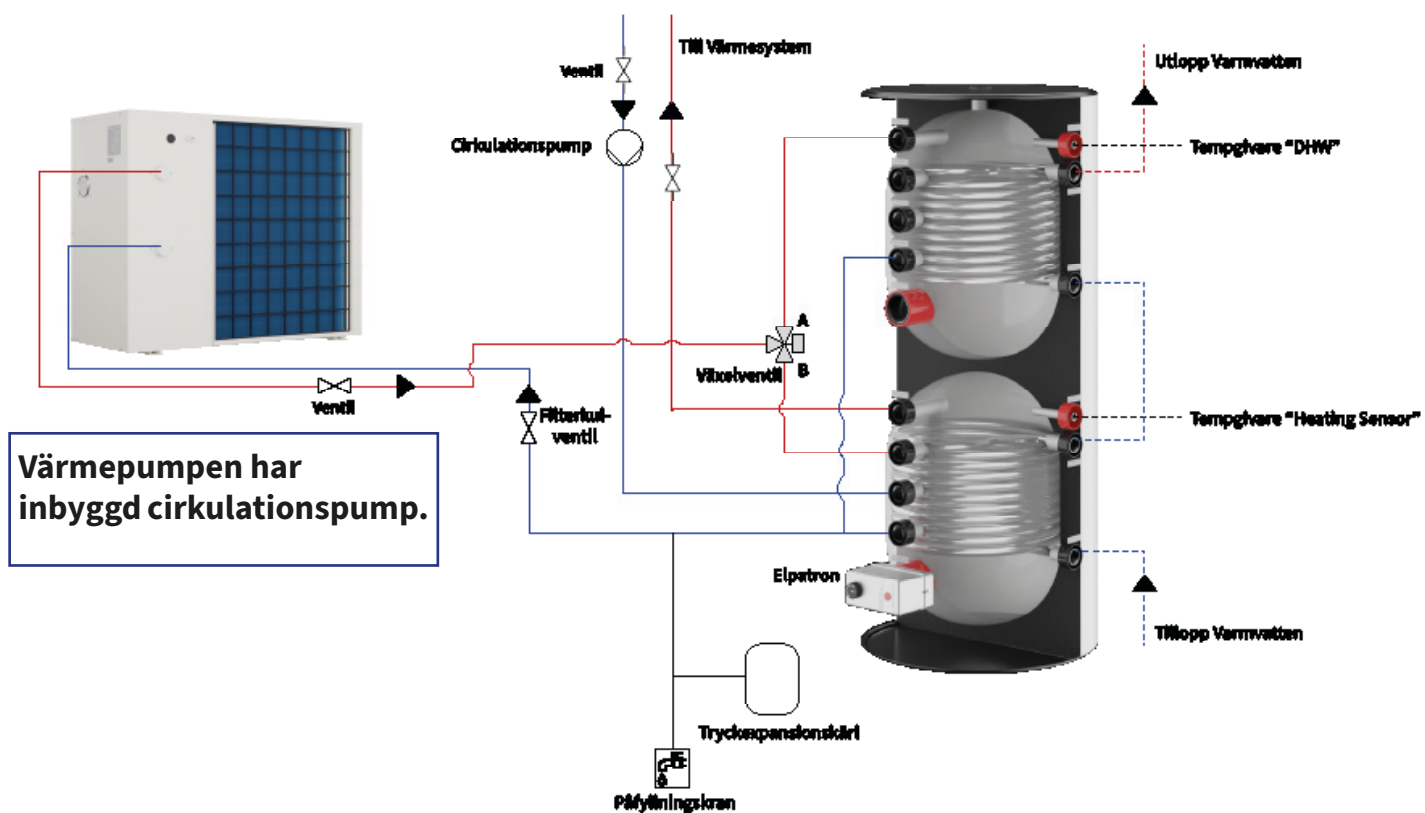 Till Värmesystem
Utlopp Varmvatten
Ventil
Cirkulationspump
Tempgivare "DHW"
A
Växelventil
B
Ventil
Filterkul-
ventil
Tempgivare "Heating Sensor"
Värmepumpen har
inbyggd cirkulationspump.
Elpatron
Tillopp Varmvatten
Tryckexpansionskärl
Påfyllningskran